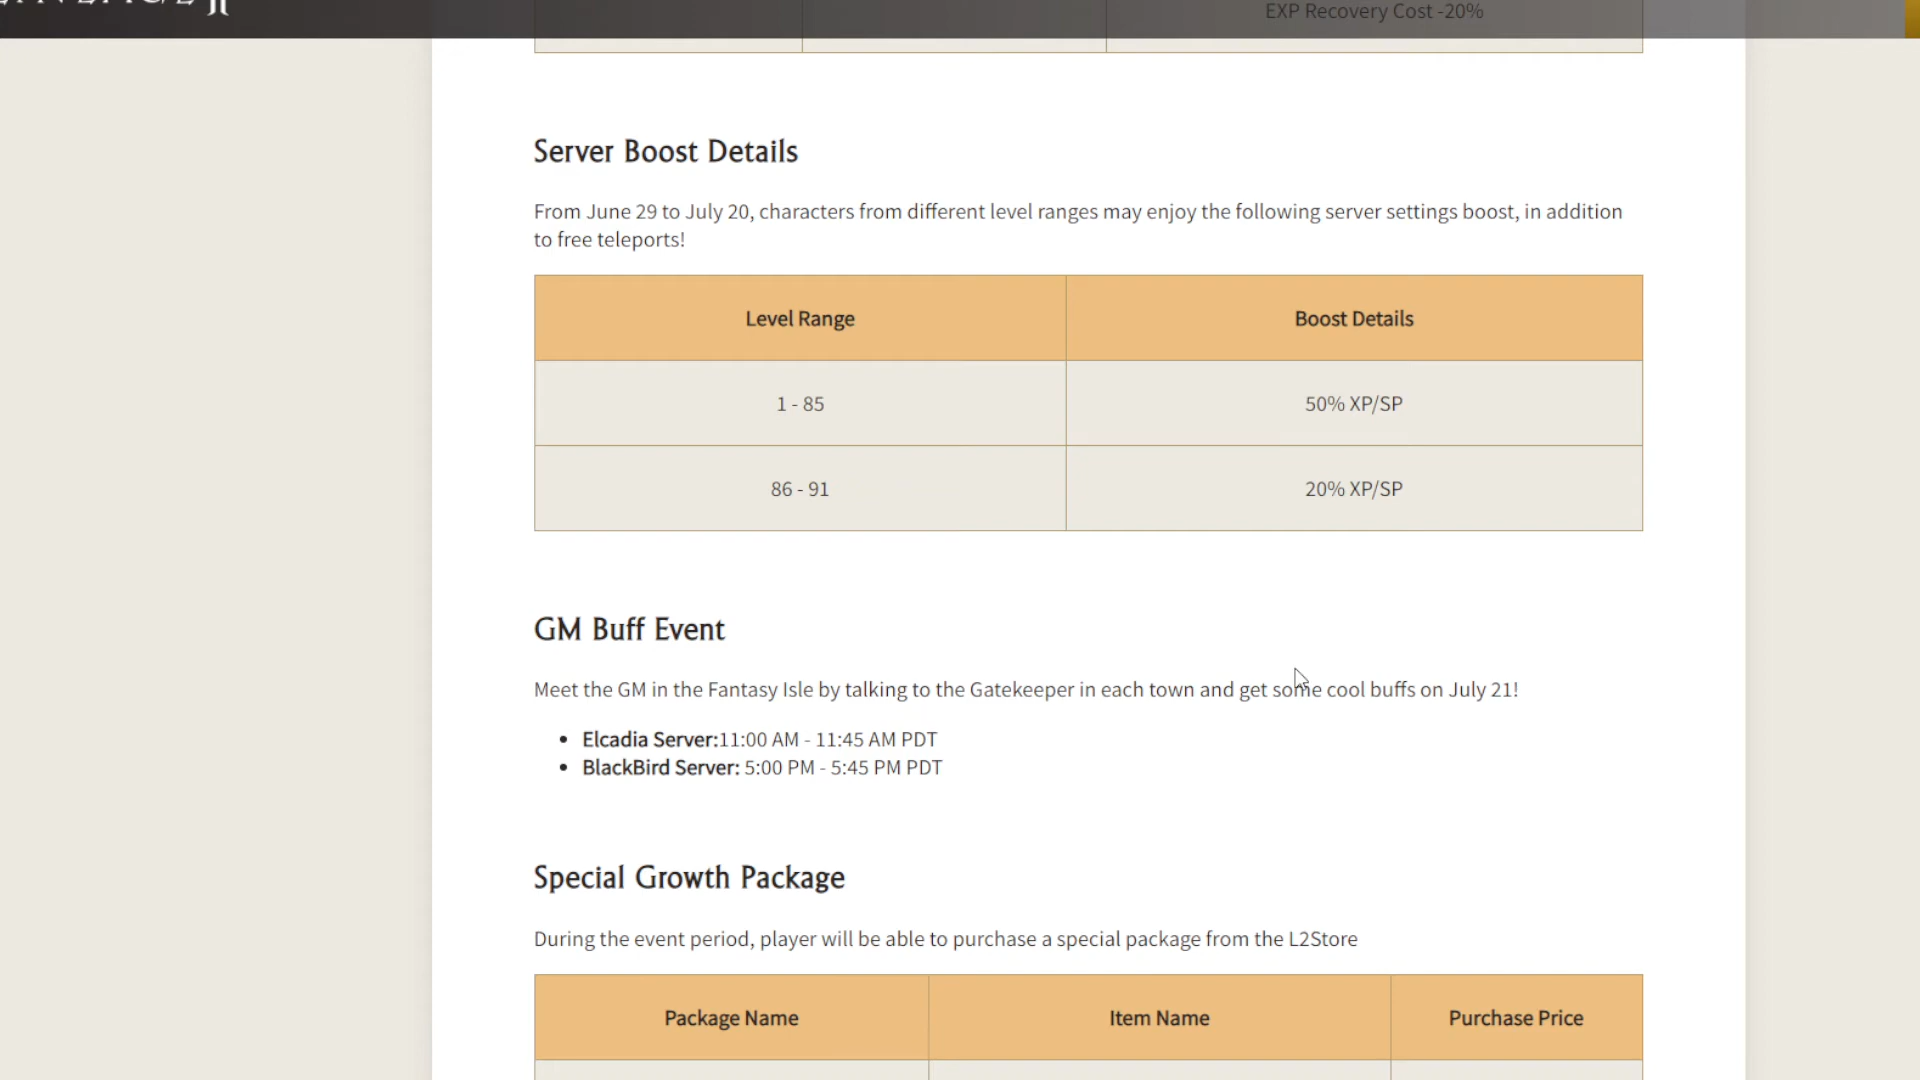 EXP Recovery Cost -20%
Server Boost Details
From June 29 to July 20, characters from different level ranges may enjoy the following server settings boost, in addition
to free teleports!
Level Range Boost Details
1 - 85 50% XP/SP
86 - 91 20% XP/SP
GM Buff Event
Meet the GM in the Fantasy Isle by talking to the Gatekeeper in each town and get some cool buffs on July 21!
• Elcadia Server:11:00 AM - 11:45 AM PDT
• BlackBird Server: 5:00 PM - 5:45 PM PDT
Special Growth Package
During the event period, player will be able to purchase a special package from the L2Store
Package Name Item Name Purchase Price